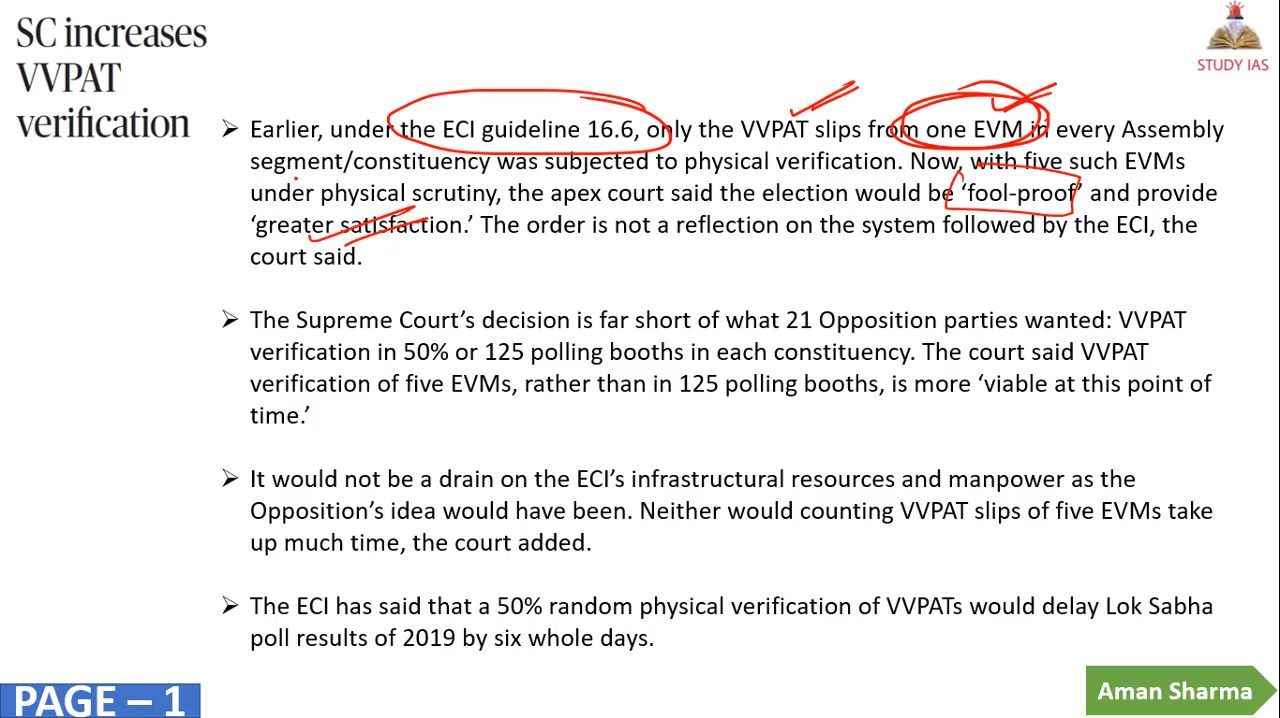 SC increases
VVPAT
verification
STUDY IAS
➢ Earlier, under the ECI guideline 16.6, only the VVPAT slips from one EVM in every Assembly
segment/constituency was subjected to physical verification. Now, with five such EVMs
under physical scrutiny, the apex court said the election would be ‘fool-proof’ and provide
‘greater satisfaction.’ The order is not a reflection on the system followed by the ECI, the
court said.
➢ The Supreme Court’s decision is far short of what 21 Opposition parties wanted: VVPAT
verification in 50% or 125 polling booths in each constituency. The court said VVPAT
verification of five EVMs, rather than in 125 polling booths, is more ‘viable at this point of
time.’
➢ It would not be a drain on the ECI’s infrastructural resources and manpower as the
Opposition’s idea would have been. Neither would counting VVPAT slips of five EVMs take
up much time, the court added.
➢ The ECI has said that a 50% random physical verification of VVPATs would delay Lok Sabha
poll results of 2019 by six whole days.
PAGE – 1
Aman Sharma